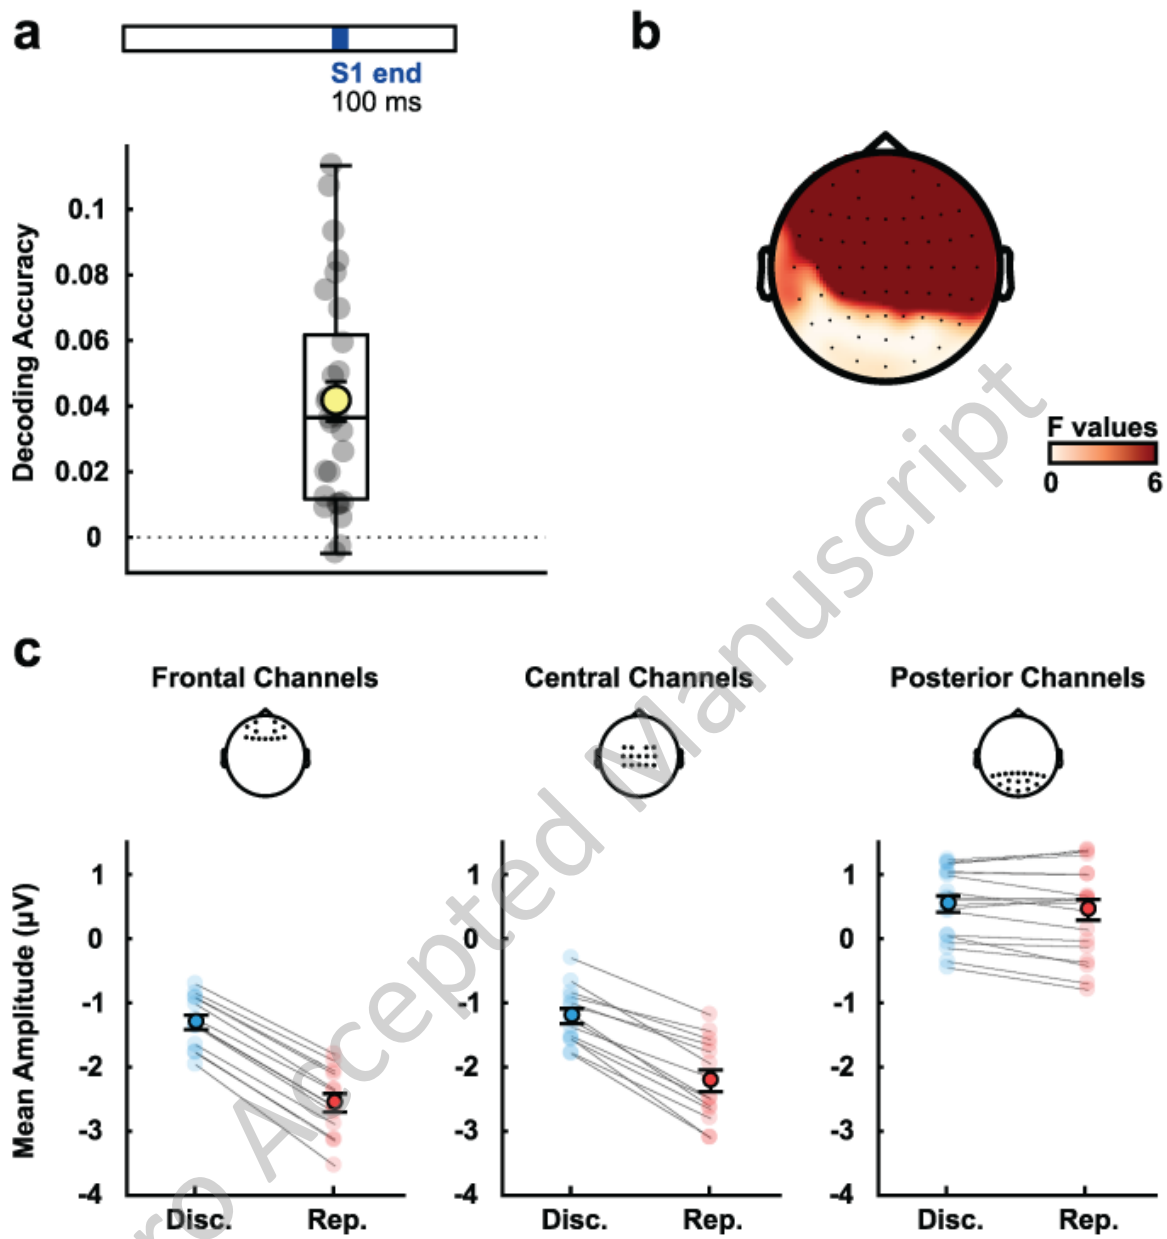 a
S1 end
100 ms
Decoding Accuracy
0.1
0.08
0.06
0.04
0.02
0
b
F values
0 6
c
Frontal Channels
Central Channels
Posterior Channels
Mean Amplitude (µV)
1
0
-1
-2
-3
-4
Disc. Rep.
1
0
-1
-2
-3
-4
Disc. Rep.
1
0
-1
-2
-3
-4
Disc. Rep.
ro Accepted Manuscript